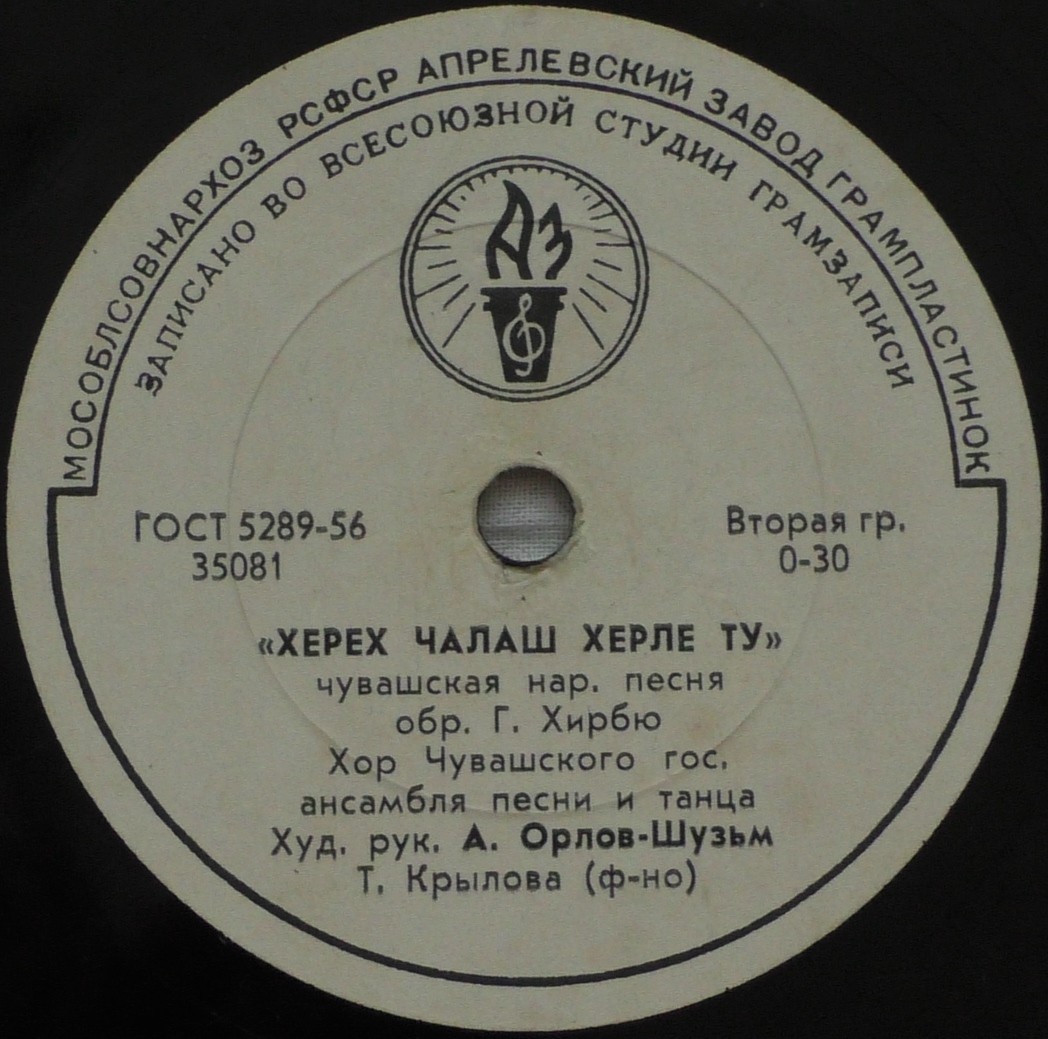 МОСОБЛСОВНАРХОЗ РСФСР АПРЕЛЕВСКИЙ ЗАВОД ГРАМПЛАСТИНОК
ЗАПИСАНО ВО ВСЕСОЮЗНОЙ СТУДИИ ГРАМЗАПИСИ
АЗ
ГОСТ 5289-56
35081
Вторая гр.
0-30
«ХЕРЕХ ЧАЛАШ ХЕРЛЕ ТУ»
чувашская нар. песня
обр. Г. Хирбю
Хор Чувашского гос.
ансамбля песни и танца
Худ. рук. А. Орлов-Шузьм
Т. Крылова (ф-но)